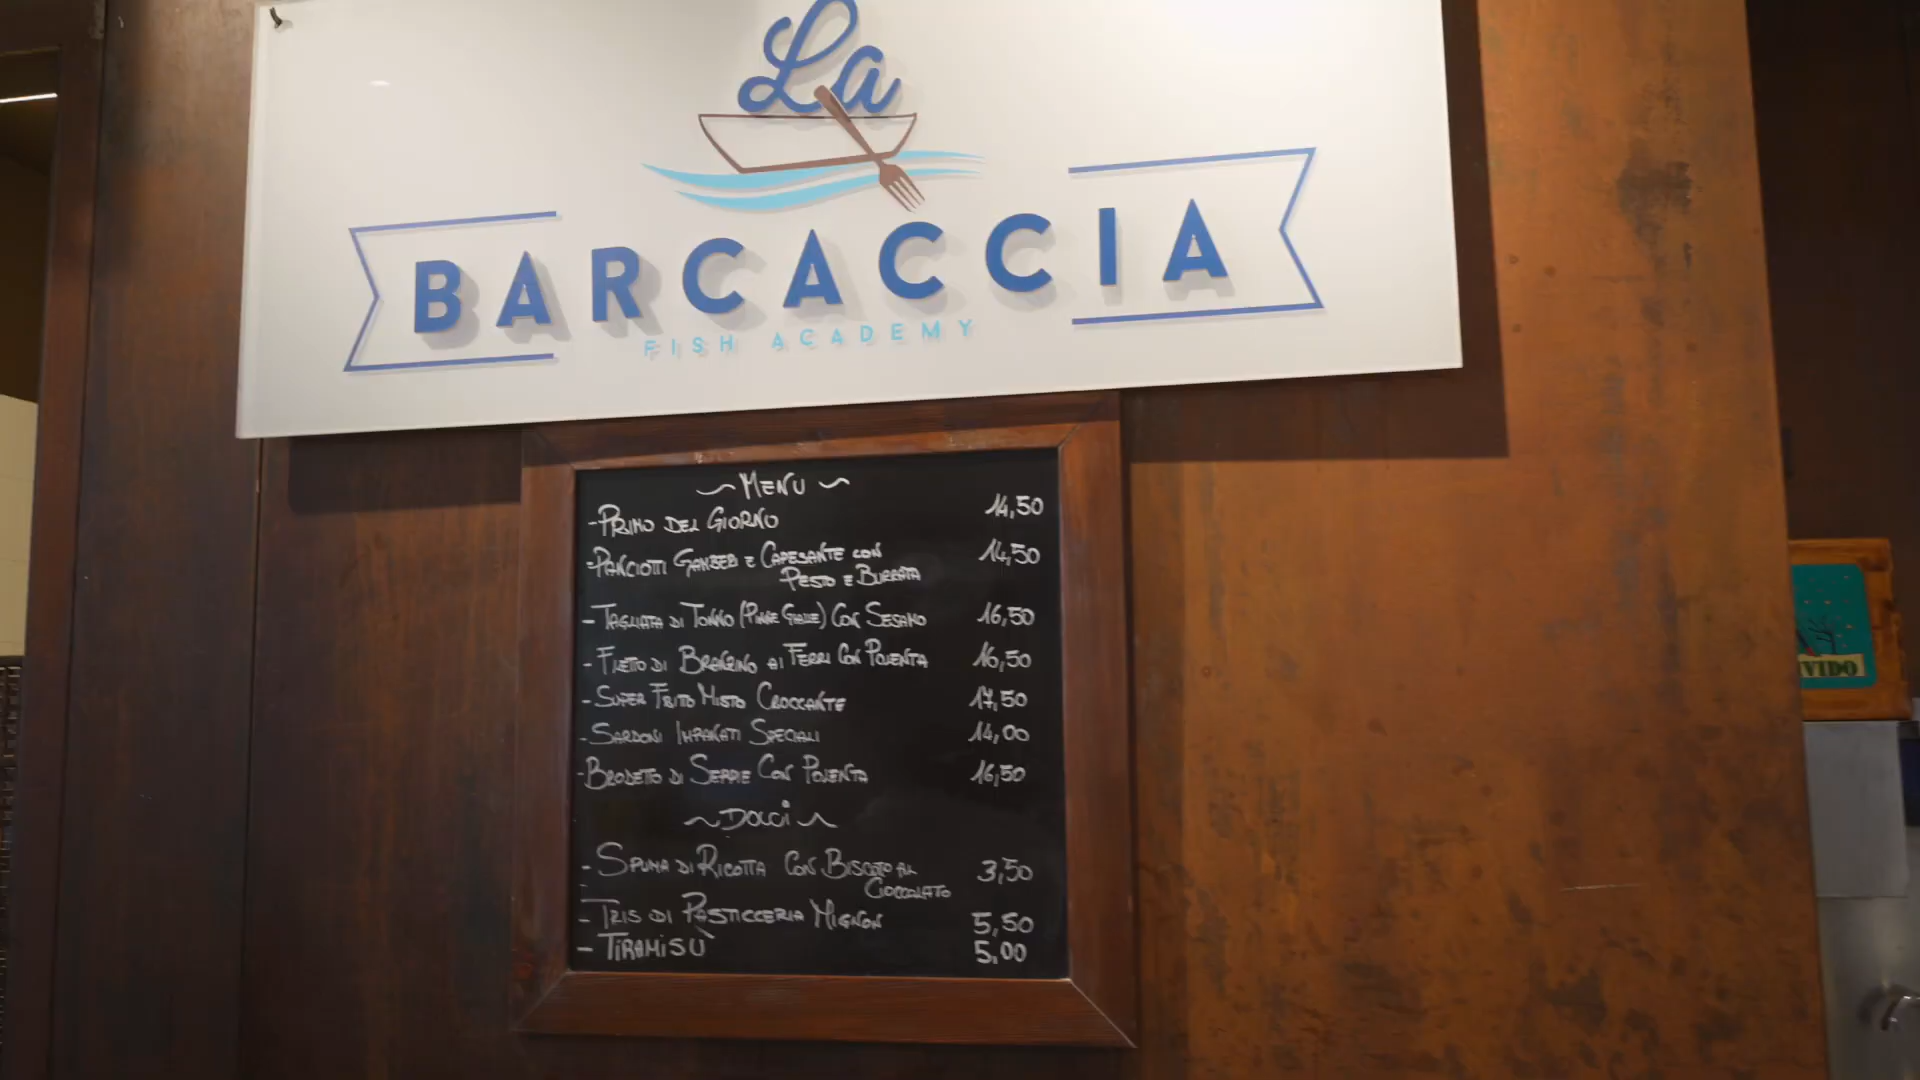 La
BARCACCIA
FISH ACADEMY
~ MENU ~
- PRIMO DEL GIORNO 14,50
- PANCIOTTI GAMBERI E CAPESANTE CON 14,50
PESTO E BURRATA
- TAGLIATA DI TONNO (PINNE GIALLE) CON SESAMO 16,50
- FILETTO DI BRANZINO AI FERRI CON POLENTA 16,50
- SUPER FRITO MISTO CROCCANTE 17,50
- SARDONI IMPANATI SPECIALI 14,00
- BRODETTO DI SEPPIE CON POLENTA 16,50
~ DOLCI ~
- SPUMA DI RICOTTA CON BISCOTTO AL 3,50
CIOCCOLATO
- TRIS DI PASTICCERIA MIGNON 5,50
- TIRAMISÙ 5,00